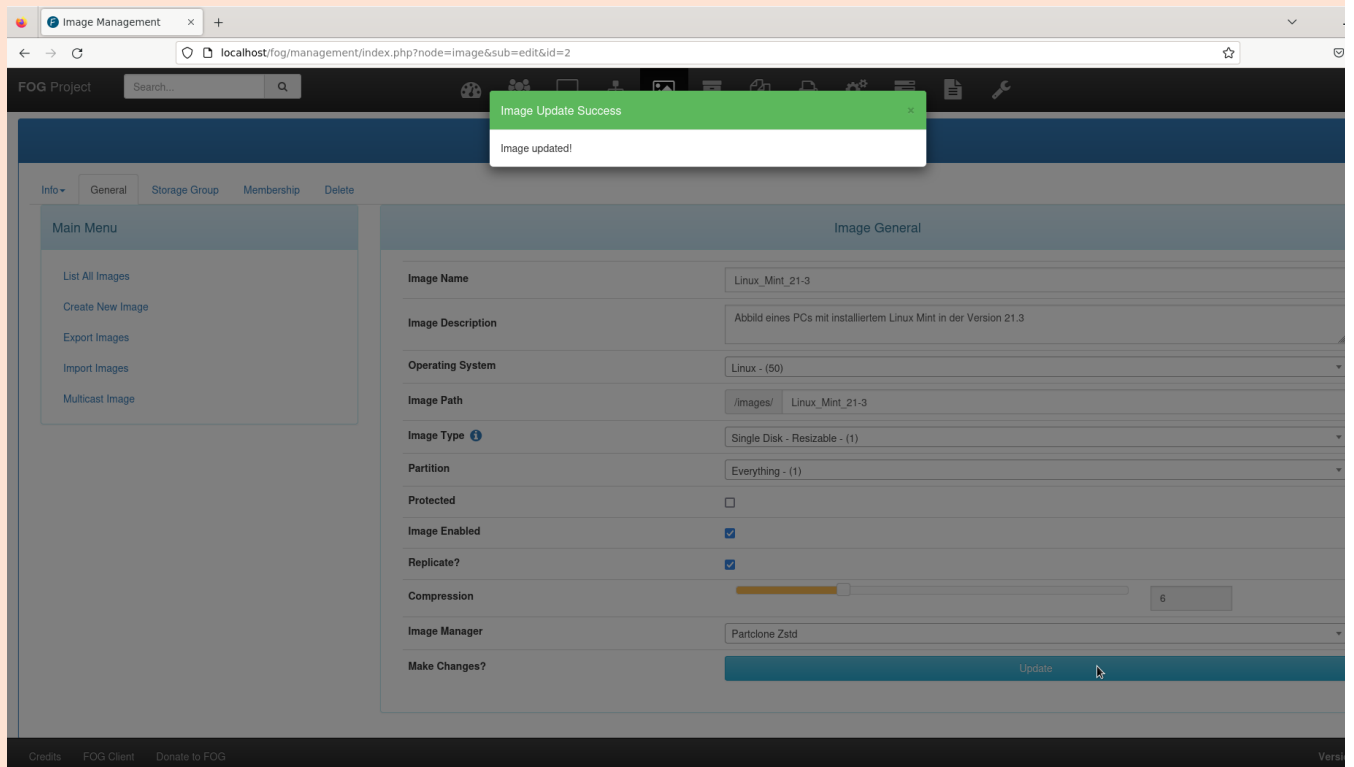 Image Management
localhost/fog/management/index.php?node=image&sub=edit&id=2
FOG Project
Search...
Image Update Success
×
Image updated!
Info
General
Storage Group
Membership
Delete
Main Menu
List All Images
Create New Image
Export Images
Import Images
Multicast Image
Image General
Image Name
Linux_Mint_21-3
Image Description
Abbild eines PCs mit installiertem Linux Mint in der Version 21.3
Operating System
Linux - (50)
Image Path
/images/ Linux_Mint_21-3
Image Type
Single Disk - Resizable - (1)
Partition
Everything - (1)
Protected
Image Enabled
Replicate?
Compression
6
Image Manager
Partclone Zstd
Make Changes?
Update
Credits
FOG Client
Donate to FOG